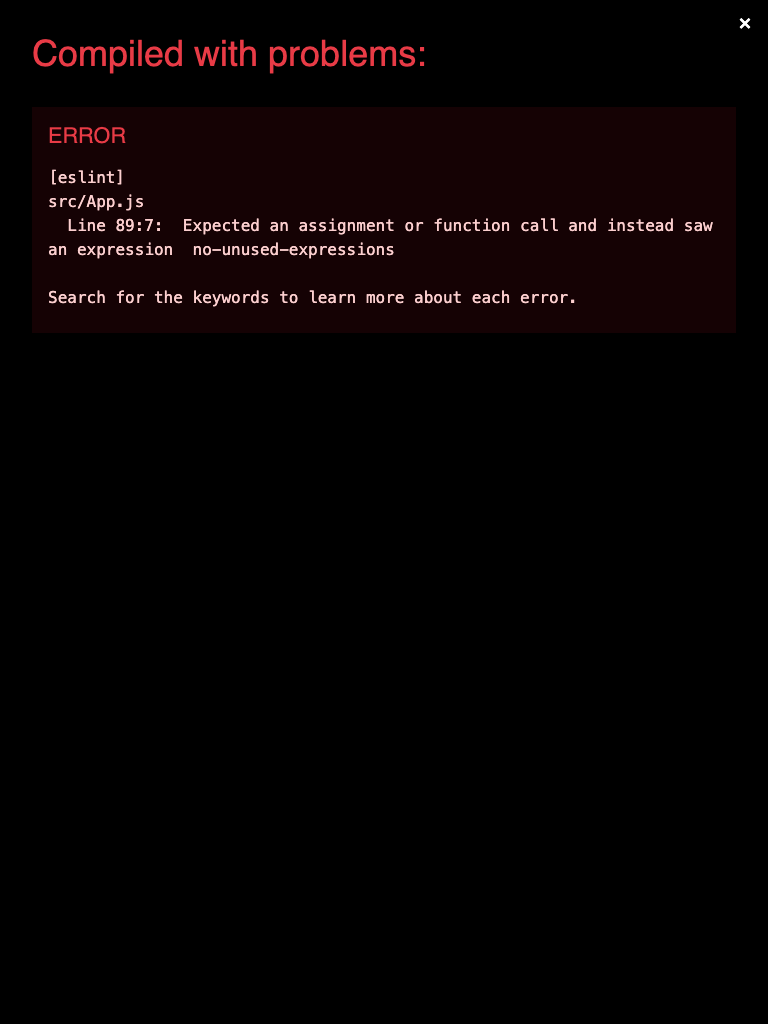 ×
Compiled with problems:
ERROR
[eslint]
src/App.js
  Line 89:7:  Expected an assignment or function call and instead saw
an expression  no-unused-expressions
Search for the keywords to learn more about each error.